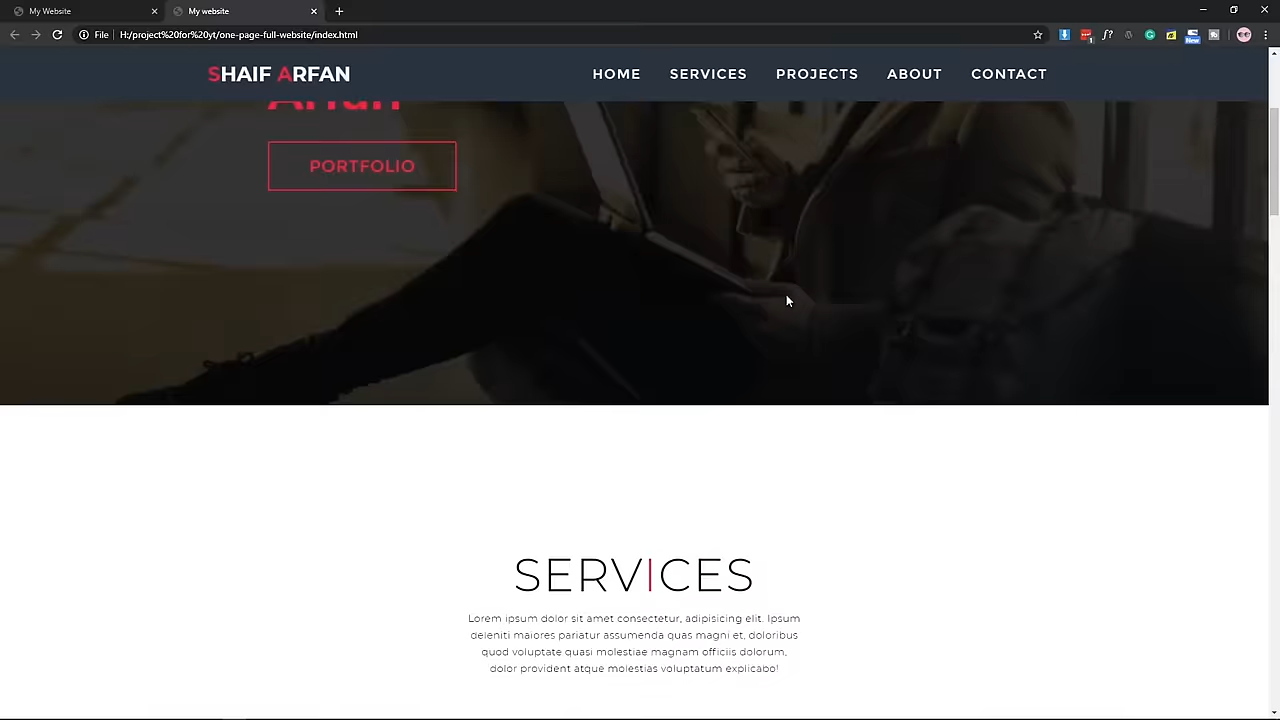 My Website
My website
File
H:/project%20for%20yt/one-page-full-website/index.html
New
SHAIF ARFAN
HOME
SERVICES
PROJECTS
ABOUT
CONTACT
Arfan
PORTFOLIO
SERVICES
Lorem ipsum dolor sit amet consectetur, adipisicing elit. Ipsum
deleniti maiores pariatur assumenda quas magni et, doloribus
quod voluptate quasi molestiae magnam officiis dolorum,
dolor provident atque molestias voluptatum explicabo!